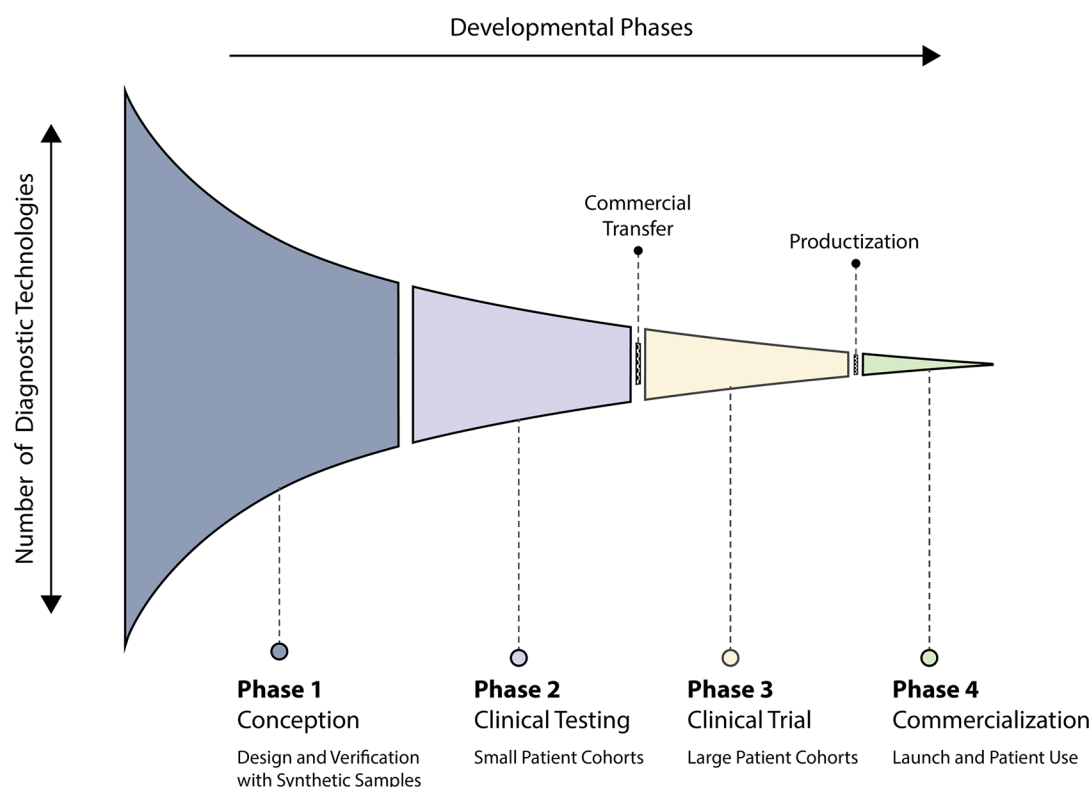 Developmental Phases
Number of Diagnostic Technologies
Commercial
Transfer
Productization
Phase 1
Conception
Design and Verification
with Synthetic Samples
Phase 2
Clinical Testing
Small Patient Cohorts
Phase 3
Clinical Trial
Large Patient Cohorts
Phase 4
Commercialization
Launch and Patient Use